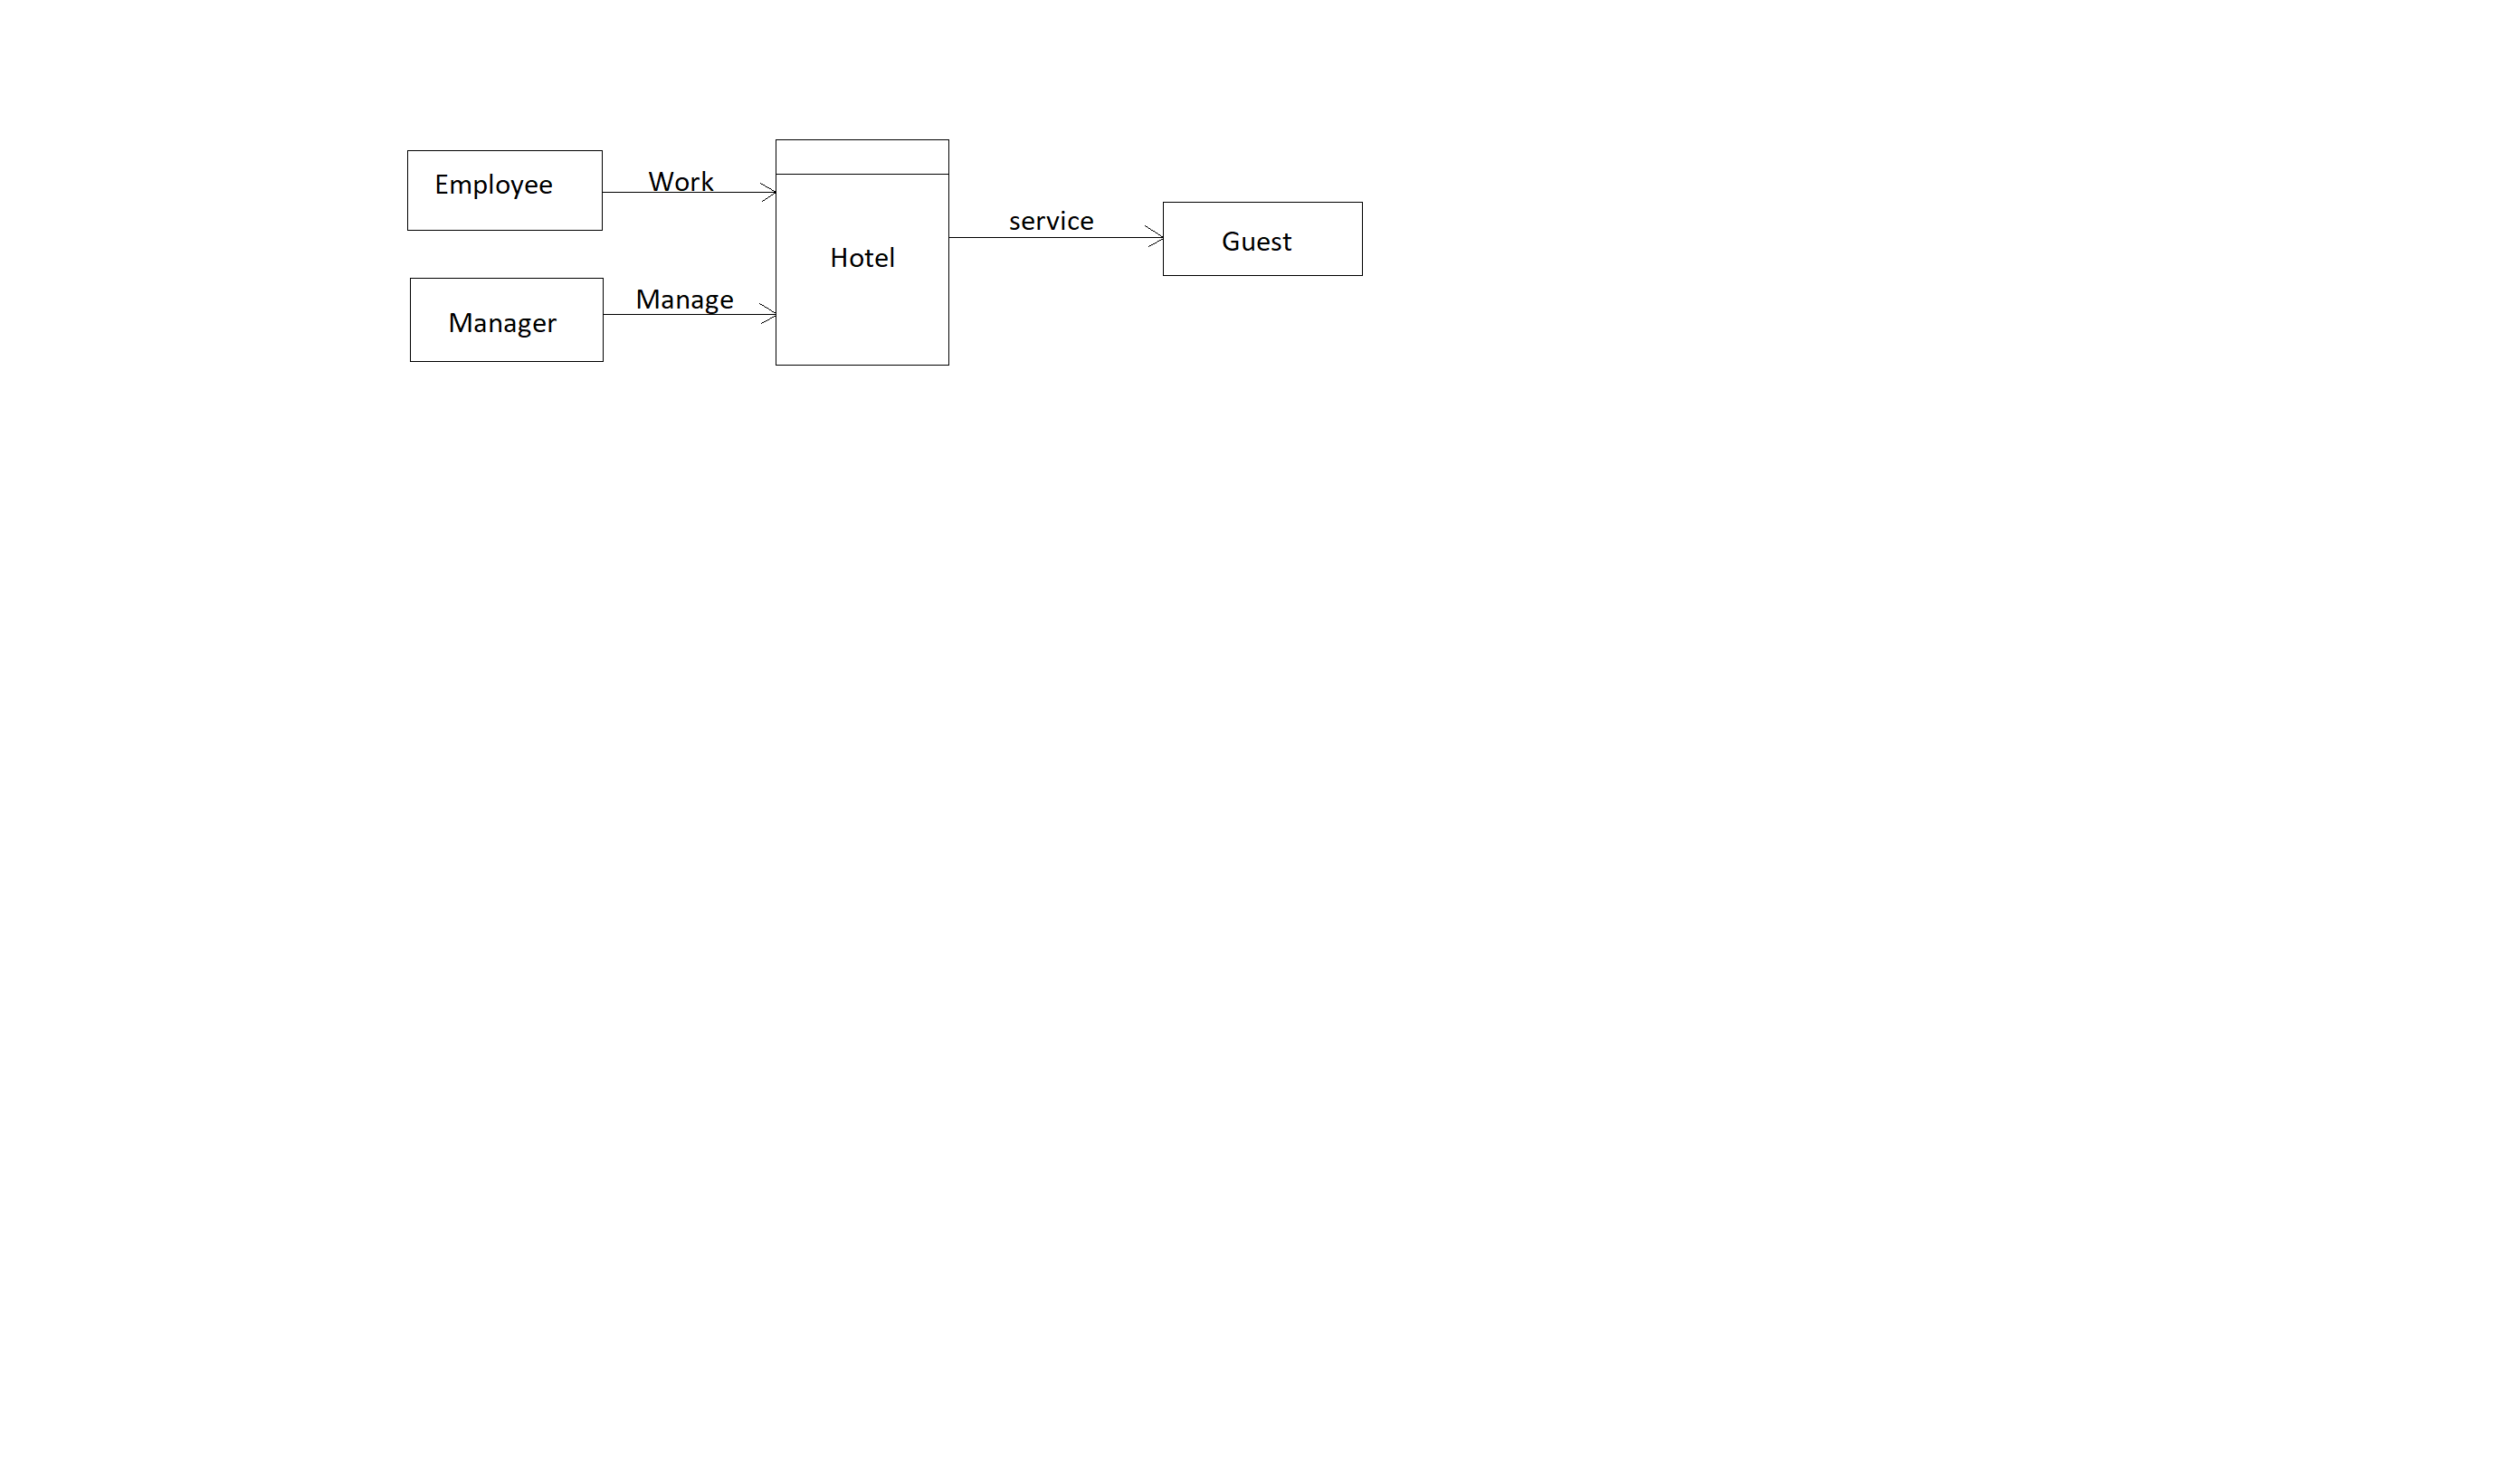 Employee
Work
Manager
Manage
Hotel
service
Guest